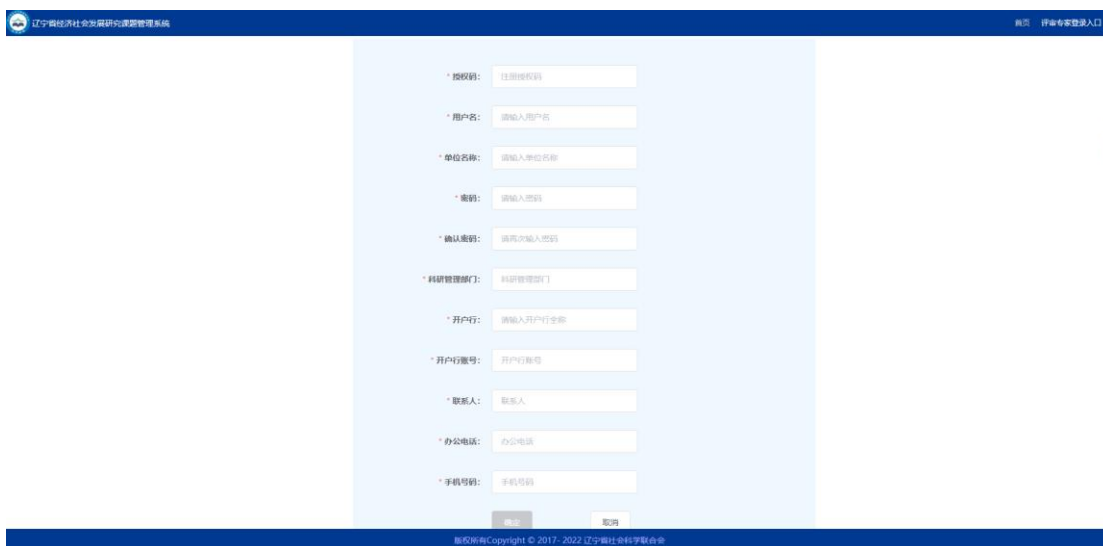 辽宁省经济社会发展研究课题管理系统
首页 评审专家登录入口
* 授权码： 注册授权码
* 用户名： 请输入用户名
* 单位名称： 请输入单位名称
* 密码： 请输入密码
* 确认密码： 请再次输入密码
* 科研管理部门： 科研管理部门
* 开户行： 请输入开户行全称
* 开户行账号： 开户行账号
* 联系人： 联系人
* 办公电话： 办公电话
* 手机号码： 手机号码
确定 取消
版权所有Copyright © 2017- 2022 辽宁省社会科学联合会